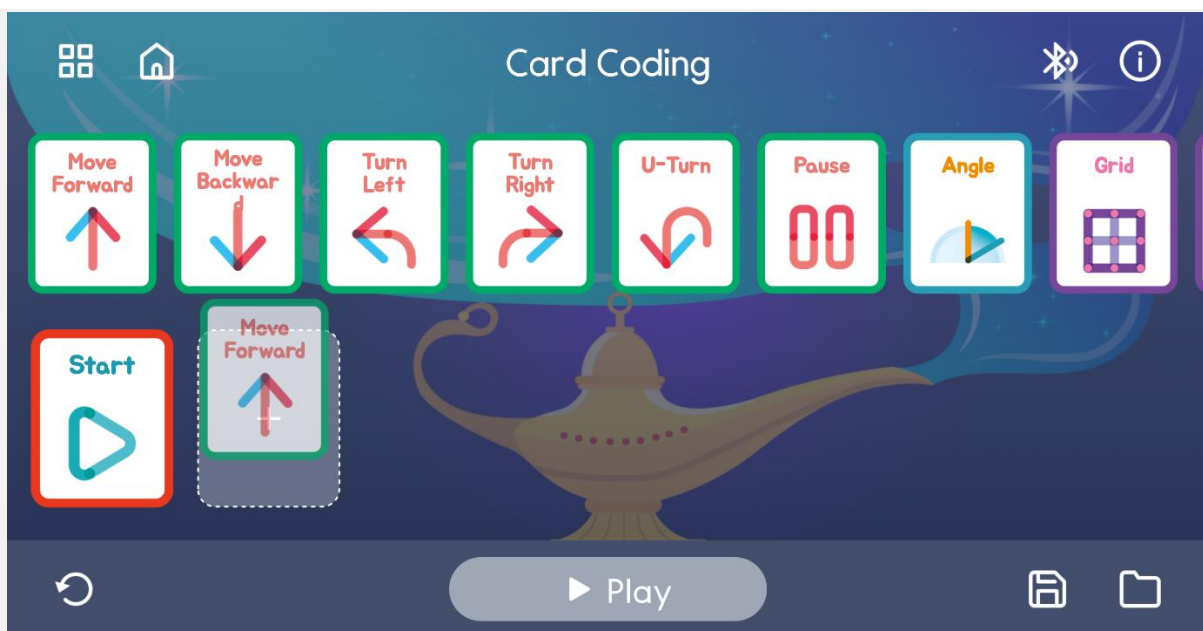 Card Coding
Move
Forward
Move
Backwar
d
Turn
Left
Turn
Right
U-Turn
Pause
Angle
Grid
Start
Move
Forward
Play